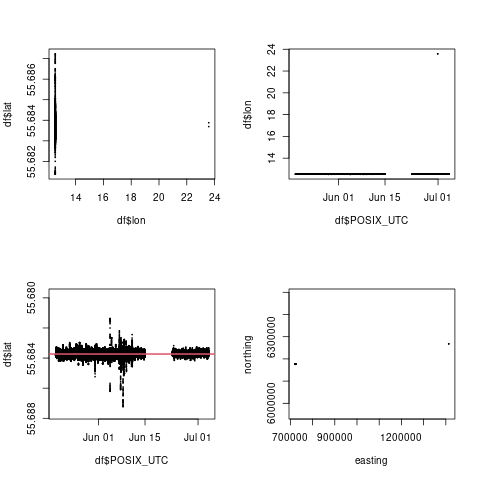 55.686
55.684
55.682
df$lat
14 16 18 20 22 24
df$lon
24
22
20
18
16
14
df$lon
Jun 01 Jun 15 Jul 01
df$POSIX_UTC
55.680
55.684
55.688
df$lat
Jun 01 Jun 15 Jul 01
df$POSIX_UTC
6300000
6000000
northing
700000 900000 1200000
easting